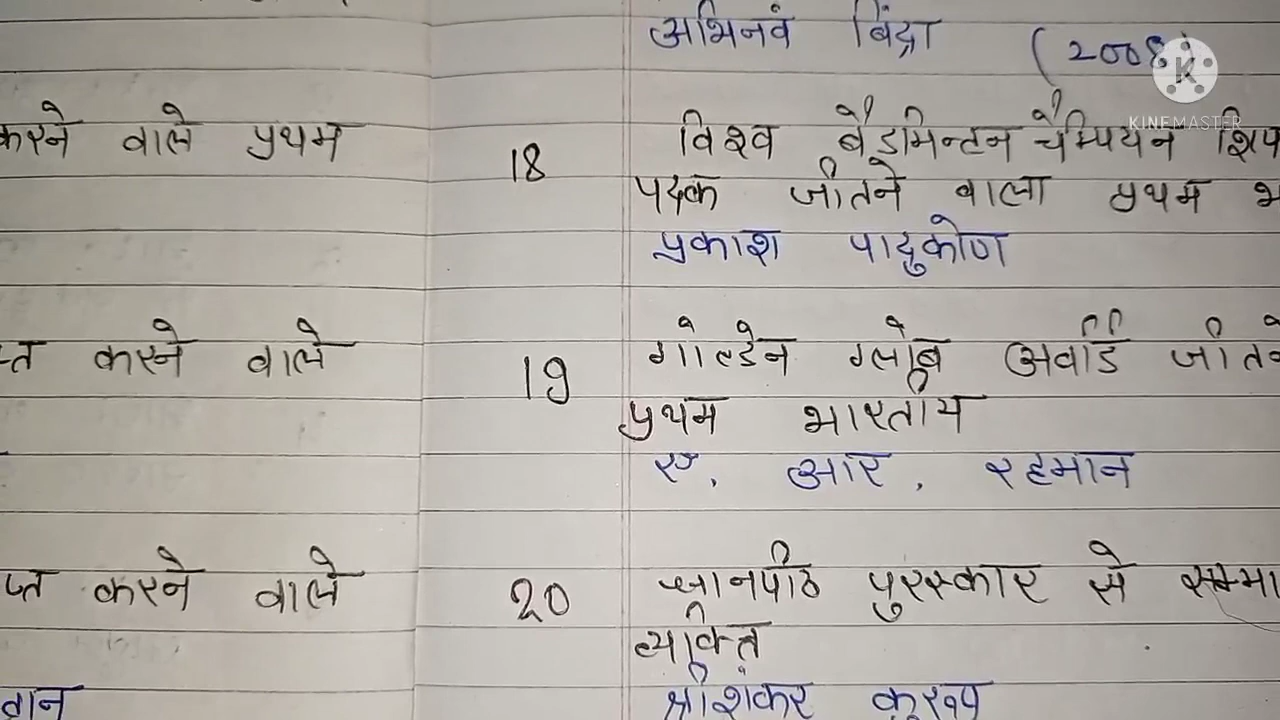 अभिनव बिंद्रा (2008)
KINEMASTER
करने वाले प्रथम
18 विश्व बैडमिन्टन चैम्पियन शिप
पदक जीतने वाला प्रथम
प्रकाश पादुकोण
करने वाले
19 गोल्डेन ग्लोब अवार्ड जीतने
प्रथम भारतीय
ए. आर. रहमान
करने वाले
20 ज्ञानपीठ पुरस्कार से सम्मा
व्यक्ति
श्रीशंकर कुरूप